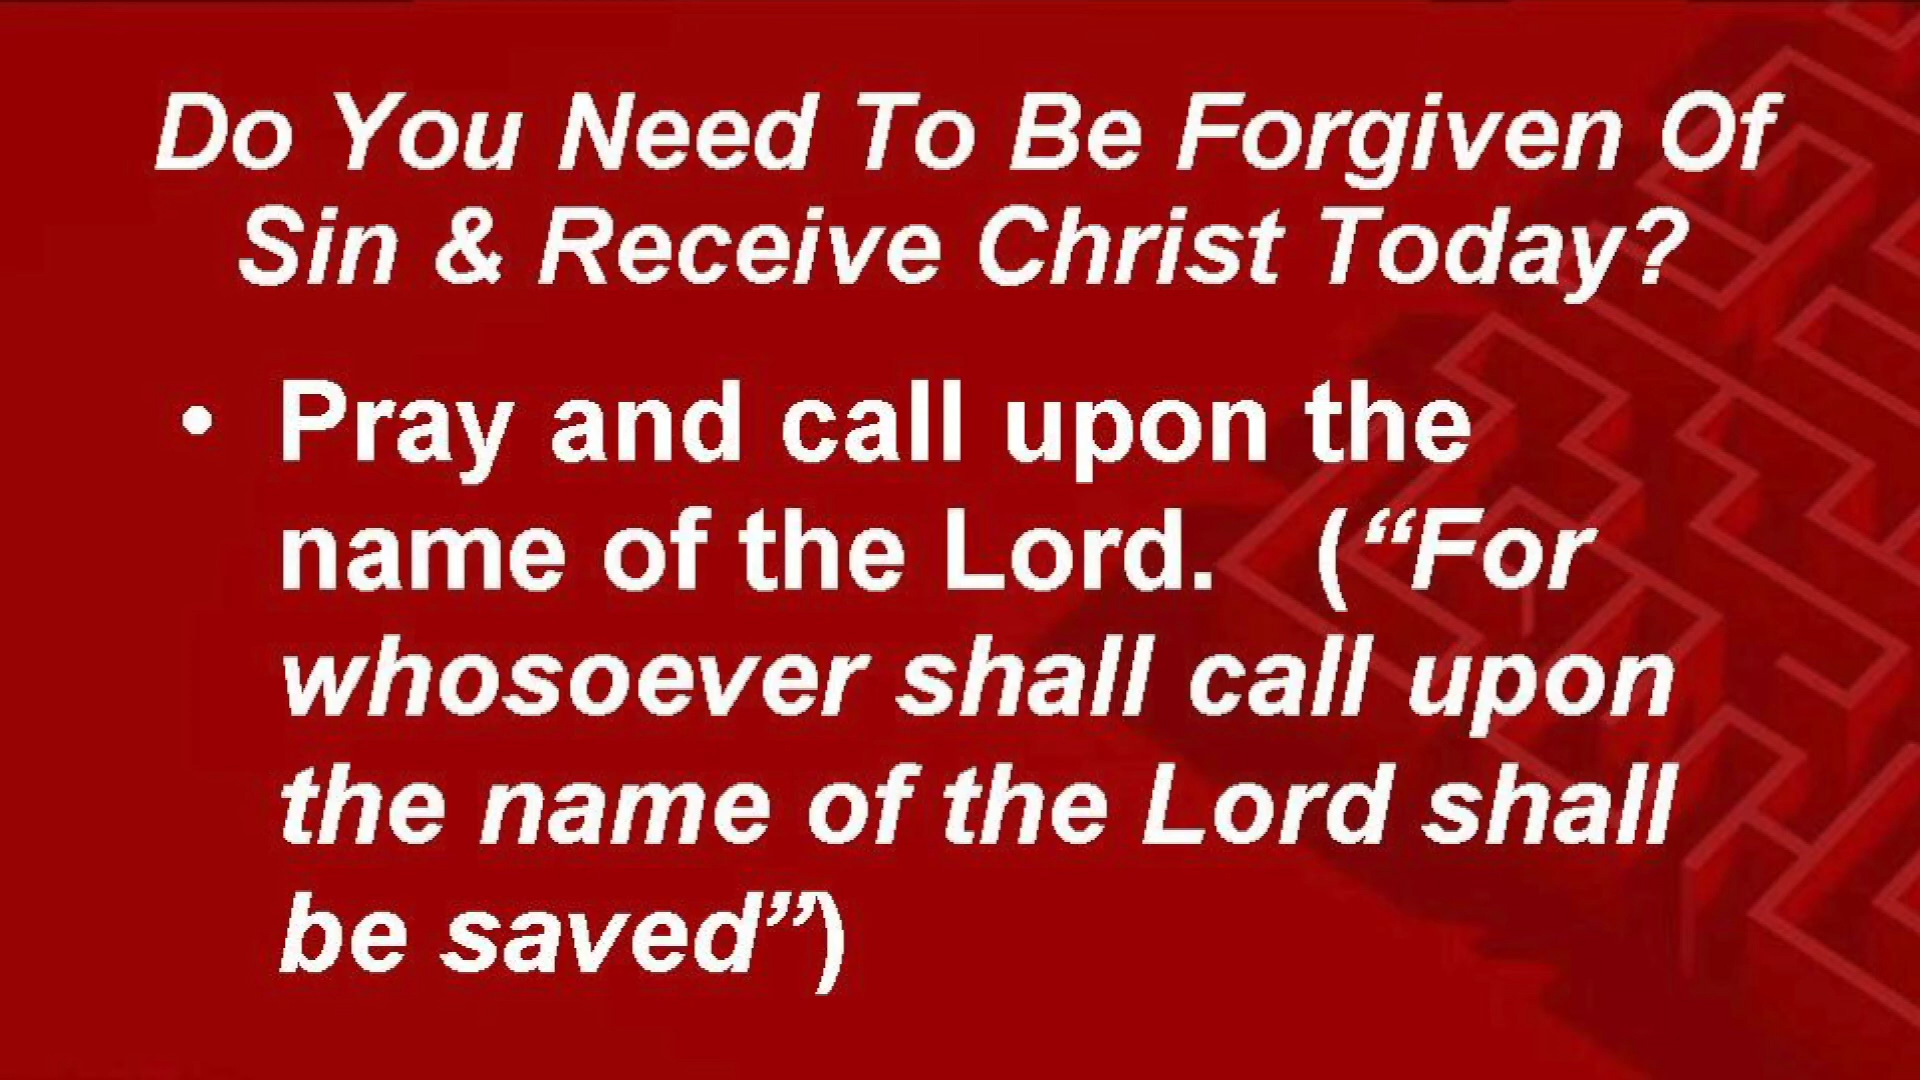 Do You Need To Be Forgiven Of
Sin & Receive Christ Today?
• Pray and call upon the
name of the Lord. (“For
whosoever shall call upon
the name of the Lord shall
be saved”)